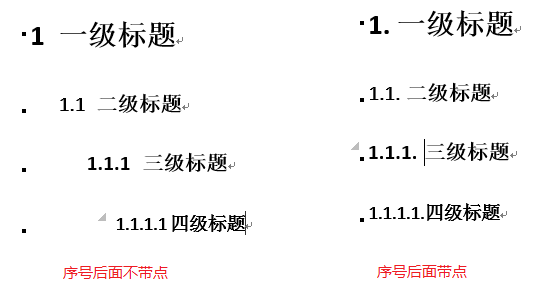 1 一级标题
1.1 二级标题
1.1.1 三级标题
1.1.1.1 四级标题
序号后面不带点
1. 一级标题
1.1. 二级标题
1.1.1. 三级标题
1.1.1.1.四级标题
序号后面带点